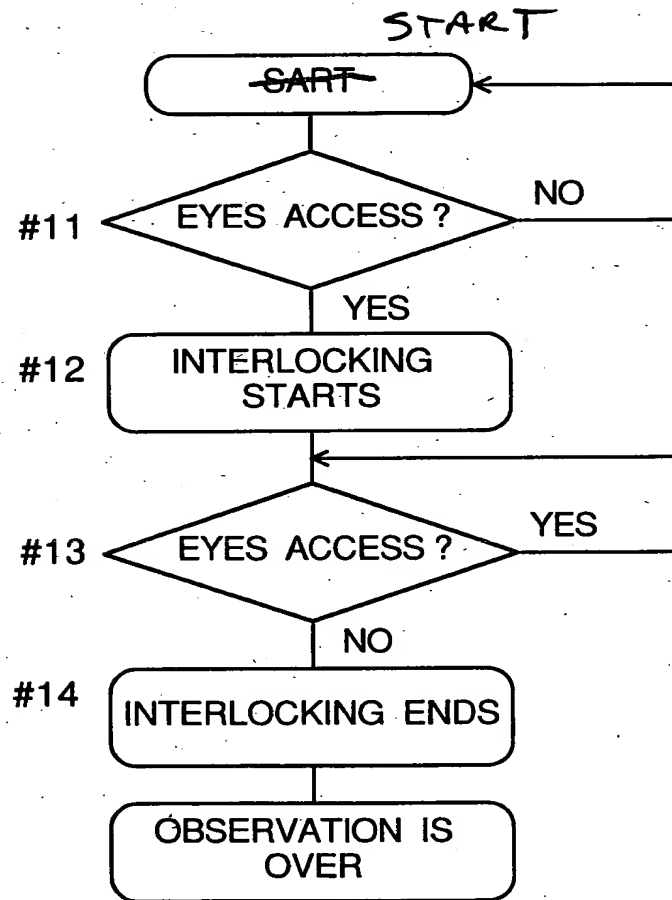 START
SART
#11
EYES ACCESS ?
NO
YES
#12
INTERLOCKING
STARTS
#13
EYES ACCESS ?
YES
NO
#14
INTERLOCKING ENDS
OBSERVATION IS
OVER